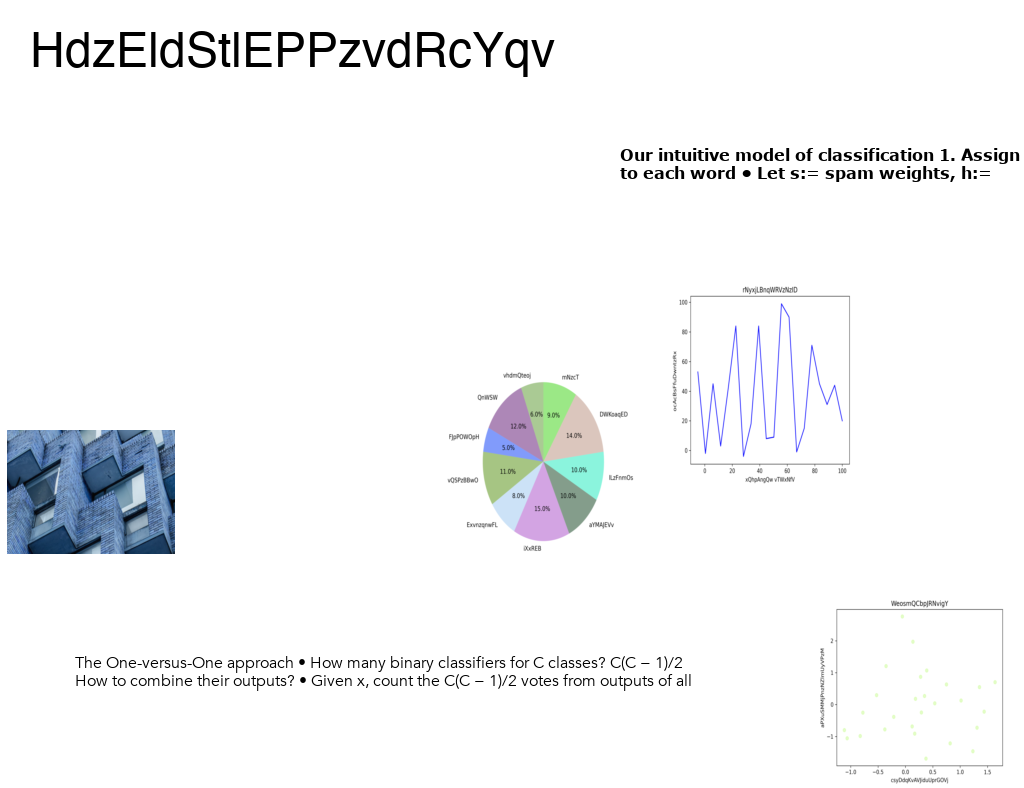 HdzEldStlEPPzvdRcYqv
Our intuitive model of classification 1. Assign
to each word • Let s:= spam weights, h:=
rNyxjLBnqWRVzNzlD
100
80
60
40
20
0
0 20 40 60 80 100
vhdmQteoj
mNzcT
QnWSW
DWKoaqED
FJpPOWOpH
vQSPzBBwO
ILzFnmOs
ExvnzqnwFL
aYMAJEVv
iXxREB
6.0%
9.0%
12.0%
14.0%
5.0%
10.0%
11.0%
8.0%
10.0%
15.0%
The One-versus-One approach • How many binary classifiers for C classes? C(C − 1)/2
How to combine their outputs? • Given x, count the C(C − 1)/2 votes from outputs of all
WeosmQCbpJRNvigY
2
1
0
−1
−1.0 −0.5 0.0 0.5 1.0 1.5